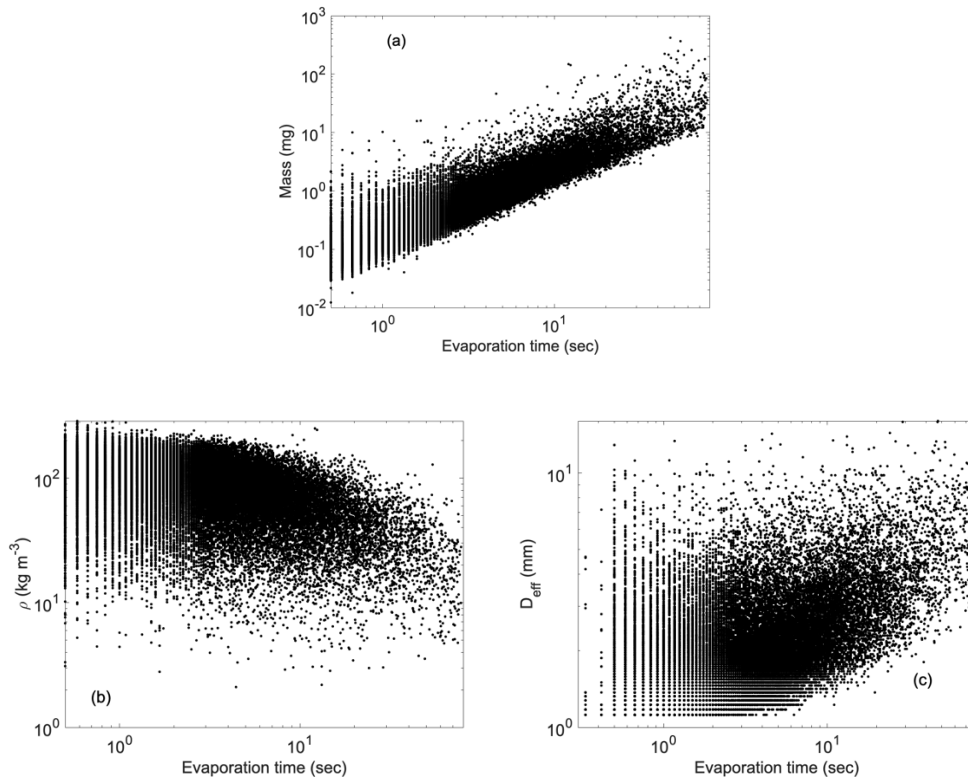 (a)
10^3
10^2
10^1
10^0
10^-1
10^-2
Mass (mg)
10^0 10^1
Evaporation time (sec)
10^2
10^1
10^0
ρ (kg m^-3)
(b)
10^0 10^1
Evaporation time (sec)
10^1
10^0
D_eff (mm)
(c)
10^0 10^1
Evaporation time (sec)